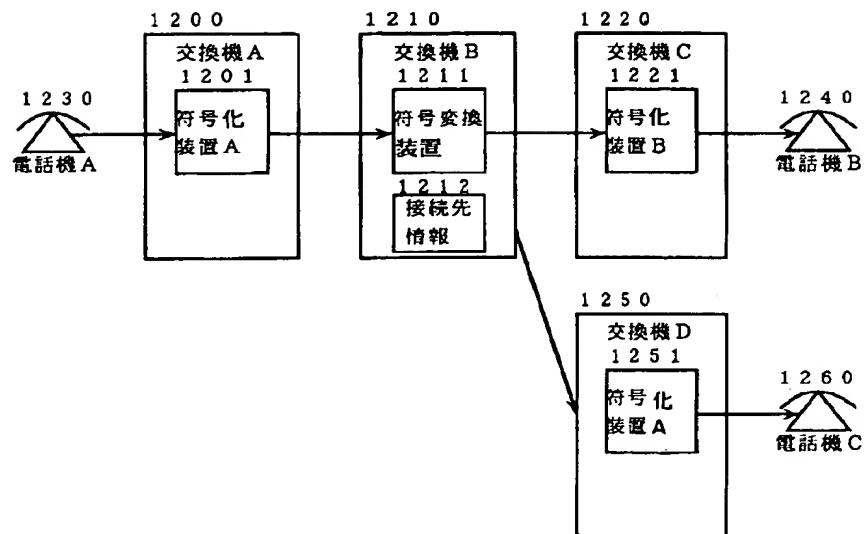 1200
交換機A
1201
符号化
装置A
1210
交換機B
1211
符号変換
装置
1212
接続先
情報
1220
交換機C
1221
符号化
装置B
1230
電話機A
1240
電話機B
1250
交換機D
1251
符号化
装置A
1260
電話機C